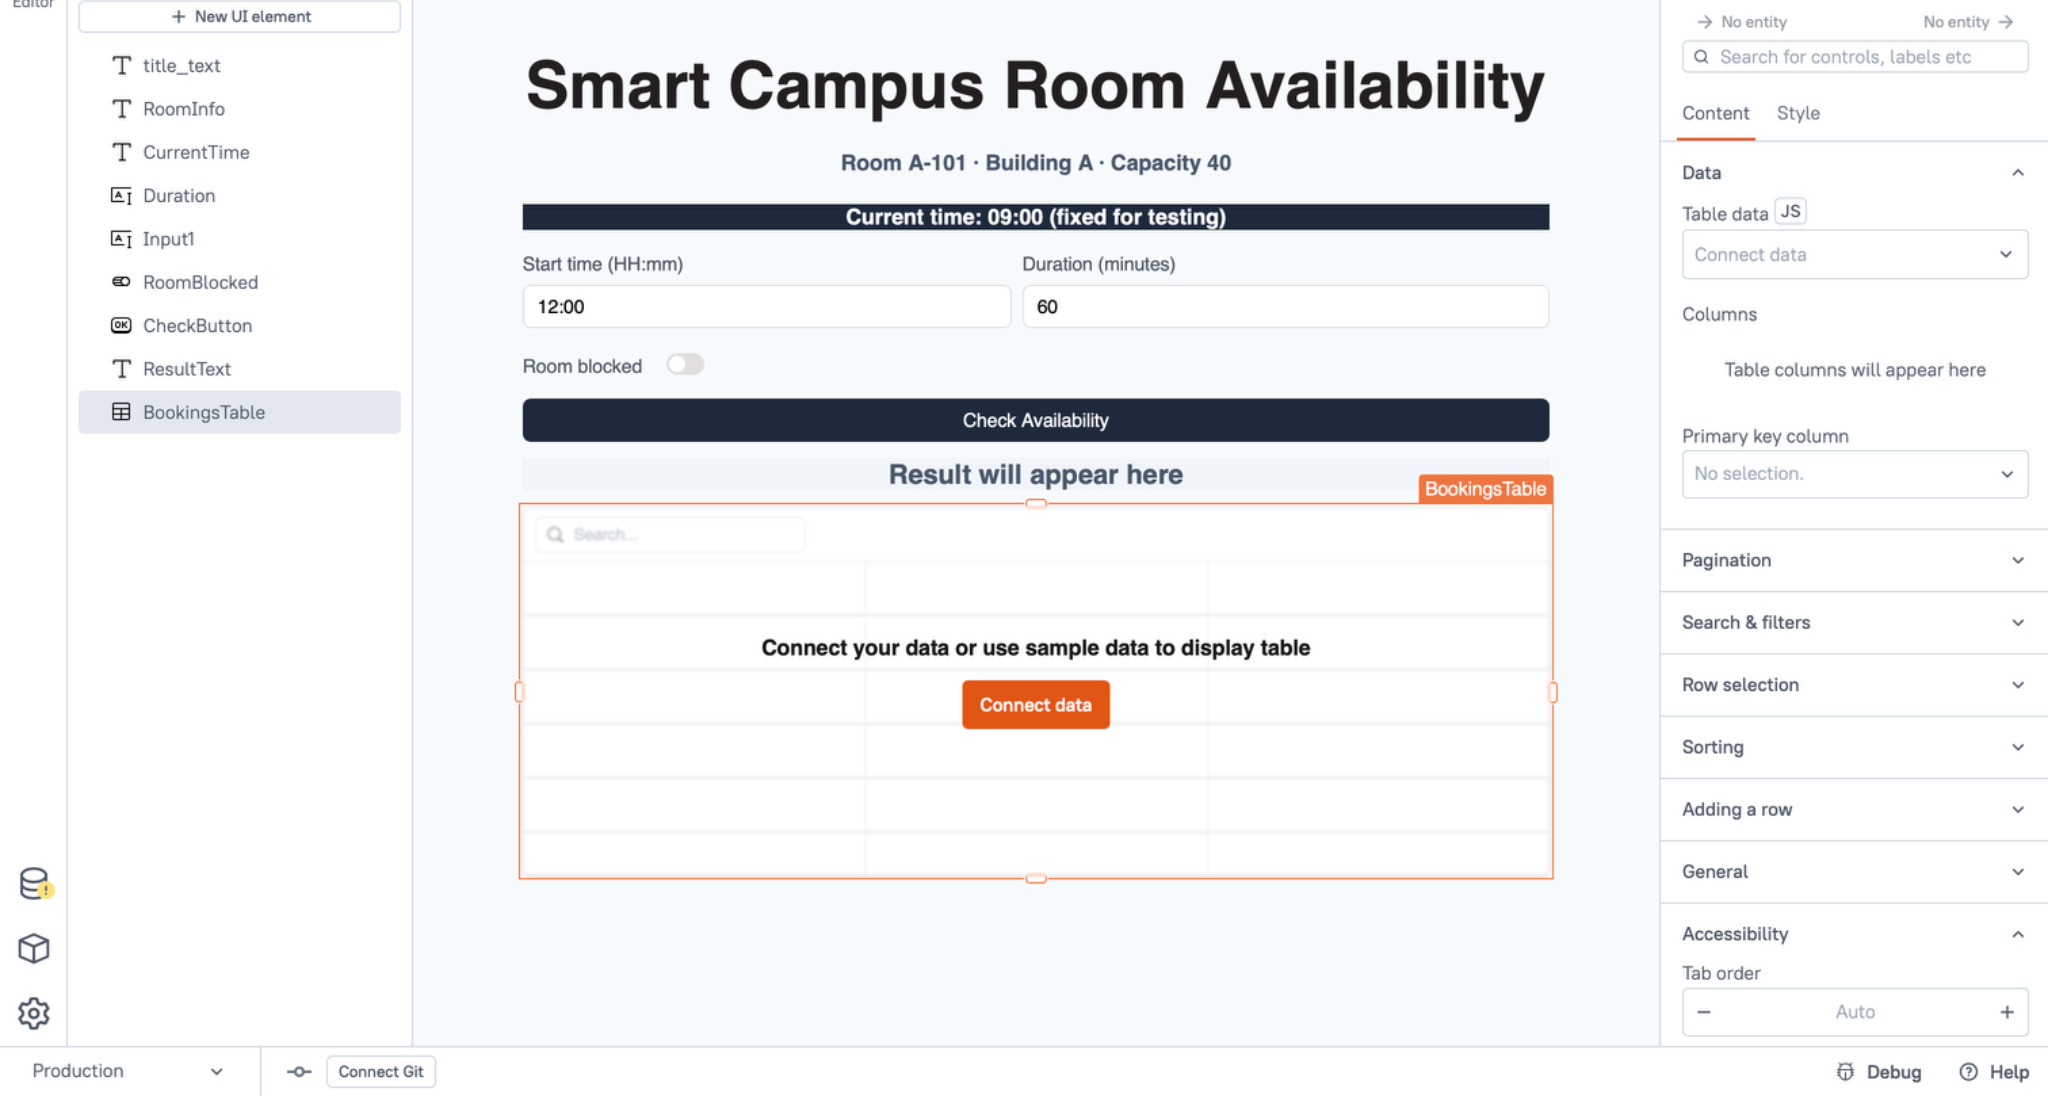 Editor
+ New UI element
title_text
RoomInfo
CurrentTime
Duration
Input1
RoomBlocked
CheckButton
ResultText
BookingsTable
Production
Connect Git
Smart Campus Room Availability
Room A-101 · Building A · Capacity 40
Current time: 09:00 (fixed for testing)
Start time (HH:mm)
Duration (minutes)
12:00
60
Room blocked
Check Availability
Result will appear here
BookingsTable
Search...
Connect your data or use sample data to display table
Connect data
No entity
No entity
Search for controls, labels etc
Content
Style
Data
Table data JS
Connect data
Columns
Table columns will appear here
Primary key column
No selection.
Pagination
Search & filters
Row selection
Sorting
Adding a row
General
Accessibility
Tab order
Auto
Debug
Help